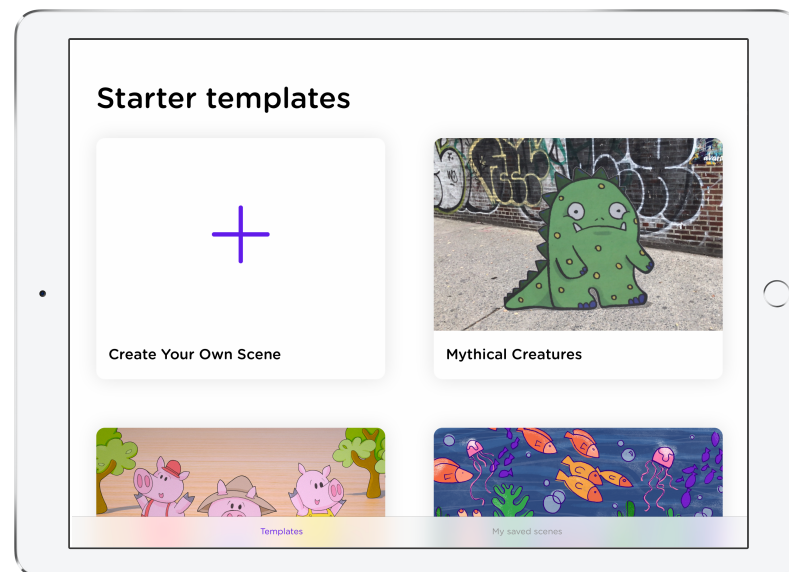 Starter templates
Create Your Own Scene
Mythical Creatures
Templates
My saved scenes